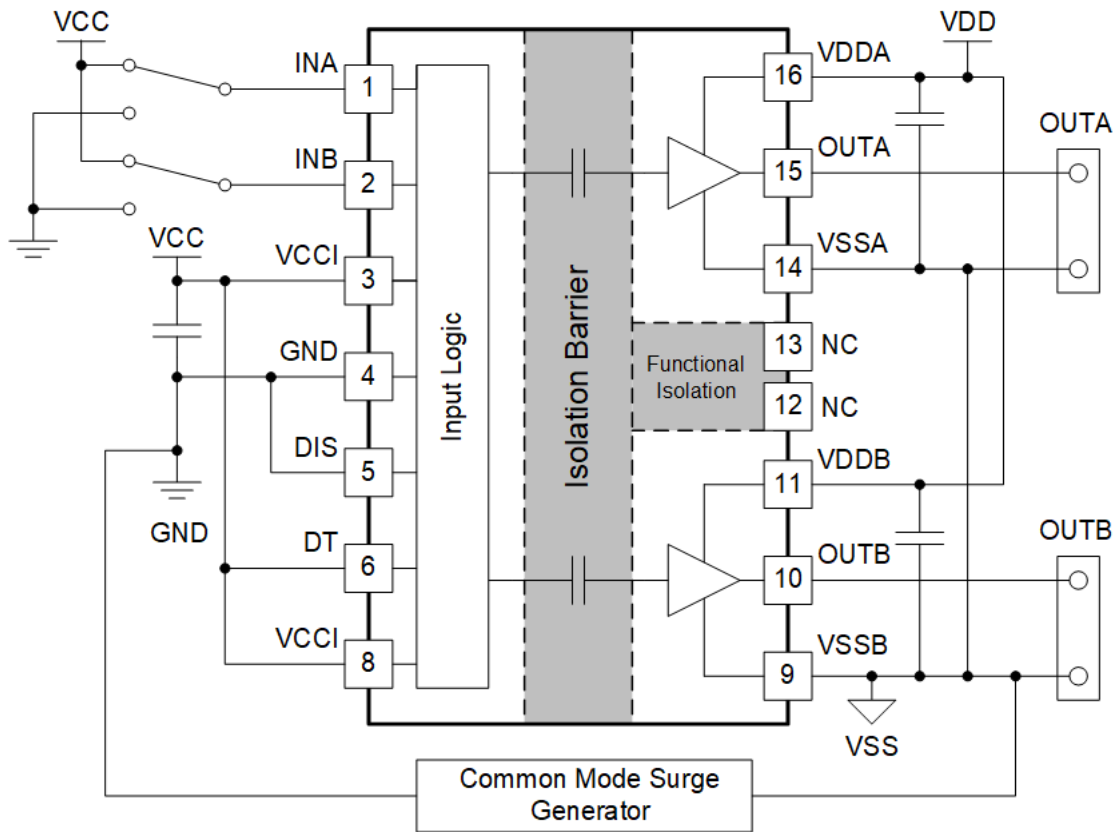 VCC
INA
1
INB
2
VCC
VCCI
3
GND
4
DIS
5
GND
DT
6
VCCI
8
Input Logic
Isolation Barrier
Functional
Isolation
VDDA
16
VDD
OUTA
15
OUTA
VSSA
14
13
NC
12
NC
VDDB
11
OUTB
10
OUTB
VSSB
9
VSS
Common Mode Surge
Generator